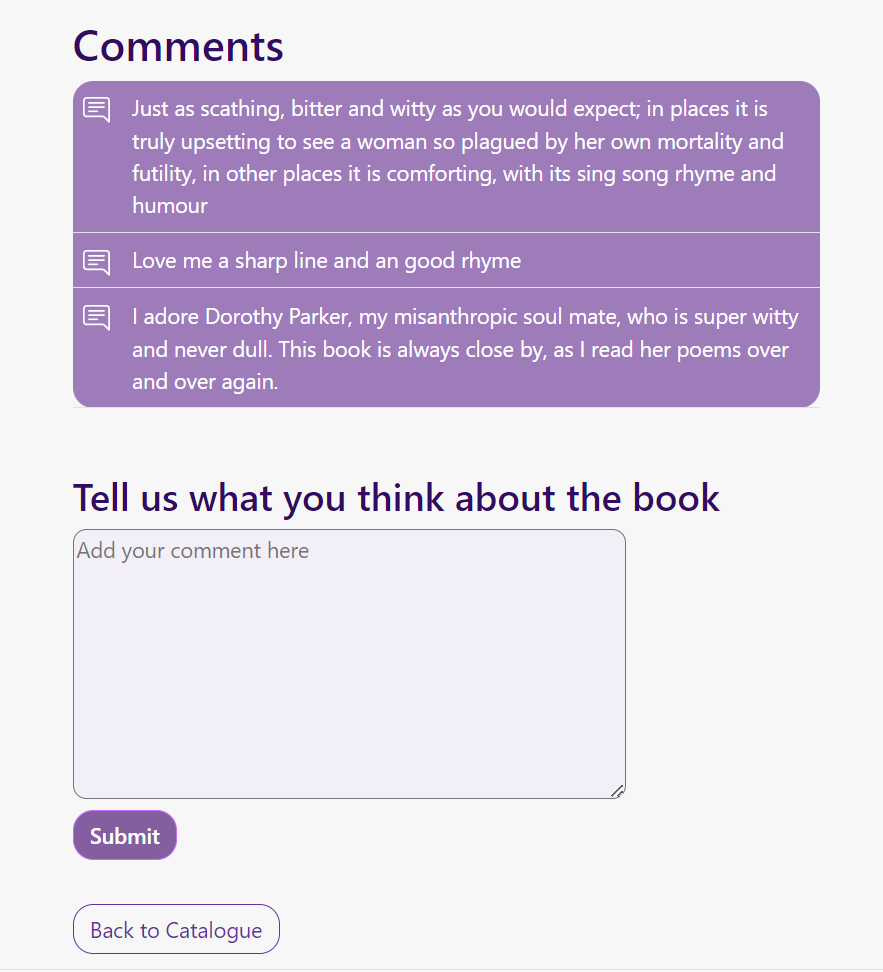 Comments
Just as scathing, bitter and witty as you would expect; in places it is
truly upsetting to see a woman so plagued by her own mortality and
futility, in other places it is comforting, with its sing song rhyme and
humour
Love me a sharp line and an good rhyme
I adore Dorothy Parker, my misanthropic soul mate, who is super witty
and never dull. This book is always close by, as I read her poems over
and over again.
Tell us what you think about the book
Add your comment here
Submit
Back to Catalogue